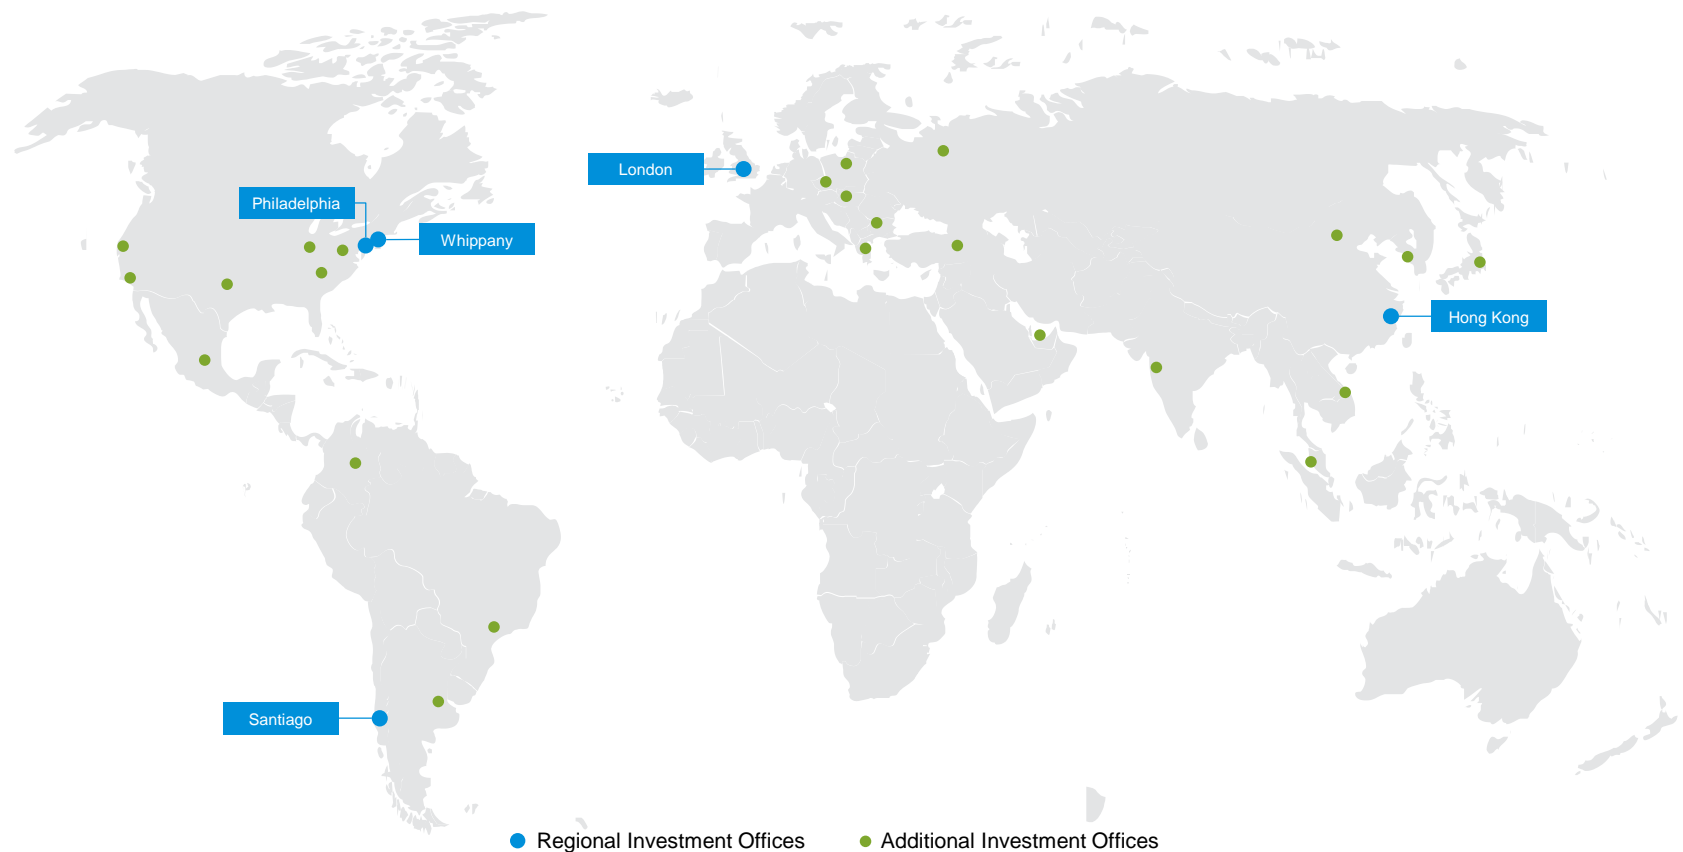 London
Philadelphia
Whippany
Hong Kong
Santiago
Regional Investment Offices
Additional Investment Offices